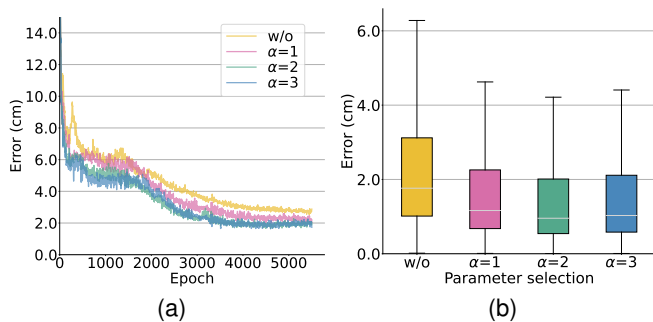 14.0
12.0
10.0
8.0
6.0
4.0
2.0
0.0
Error (cm)
0 1000 2000 3000 4000 5000
Epoch
w/o
α=1
α=2
α=3
(a)
6.0
4.0
2.0
0.0
Error (cm)
w/o α=1 α=2 α=3
Parameter selection
(b)